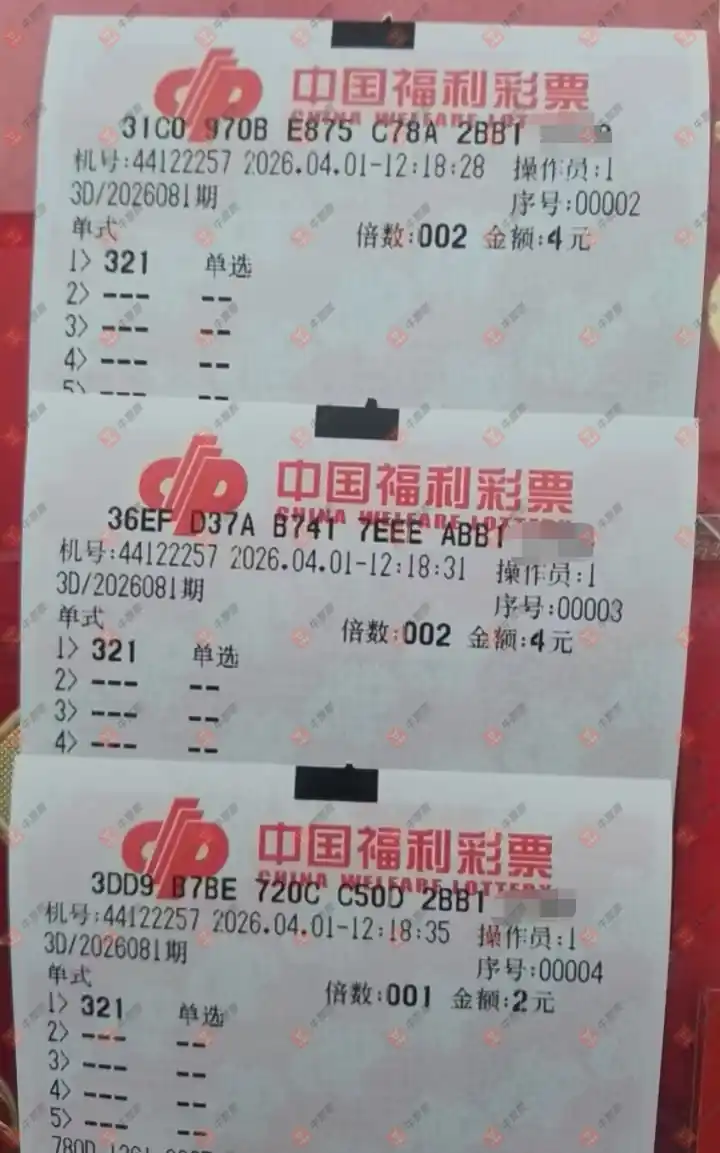 中国福利彩票
CHINA WELFARE LOT
31C0 970B E875 C78A 2BB1
机号:44122257 2026.04.01-12:18:28 操作员:1
3D/2026081期 序号:00002
单式 倍数:002 金额:4元
1> 321 单选
2> --- --
3> --- --
4> --- --
5> --- --
中国福利彩票
CHINA WELFARE LOTTERY
36EF D37A B741 7EEE ABB1
机号:44122257 2026.04.01-12:18:31 操作员:1
3D/2026081期 序号:00003
单式 倍数:002 金额:4元
1> 321 单选
2> --- --
3> --- --
4> --- --
中国福利彩票
CHINA WELFARE LOTTERY
3DD9 B7BE 720C C50D 2BB1
机号:44122257 2026.04.01-12:18:35 操作员:1
3D/2026081期 序号:00004
单式 倍数:001 金额:2元
1> 321 单选
2> --- --
3> --- --
4> --- --
5> --- --
780D